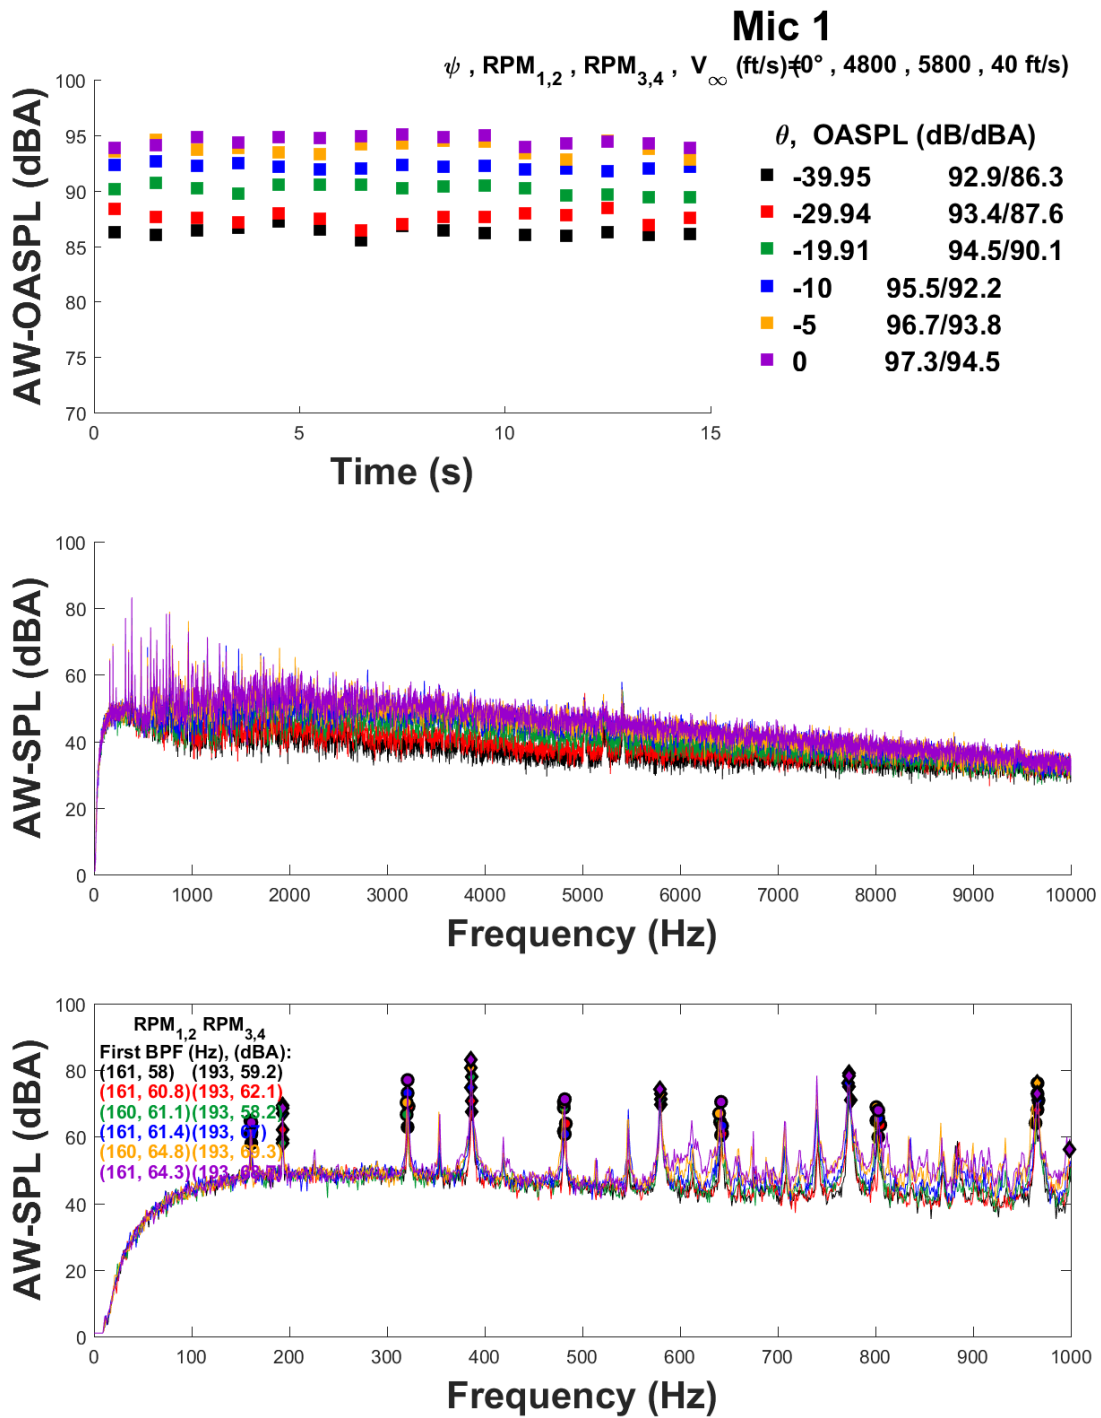 Mic 1
ψ , RPM1,2 , RPM3,4 , V∞ (ft/s)=(0° , 4800 , 5800 , 40 ft/s)
θ, OASPL (dB/dBA)
-39.95 92.9/86.3
-29.94 93.4/87.6
-19.91 94.5/90.1
-10 95.5/92.2
-5 96.7/93.8
0 97.3/94.5
AW-OASPL (dBA)
100
95
90
85
80
75
70
0 5 10 15
Time (s)
AW-SPL (dBA)
100
80
60
40
20
0
0 1000 2000 3000 4000 5000 6000 7000 8000 9000 10000
Frequency (Hz)
AW-SPL (dBA)
100
80
60
40
20
0
RPM1,2 RPM3,4
First BPF (Hz), (dBA):
(161, 58) (193, 59.2)
(161, 60.8)(193, 62.1)
(160, 61.1)(193, 58.2)
(161, 61.4)(193,
(160, 64.8)(193,
(161, 64.3)(193,
0 100 200 300 400 500 600 700 800 900 1000
Frequency (Hz)